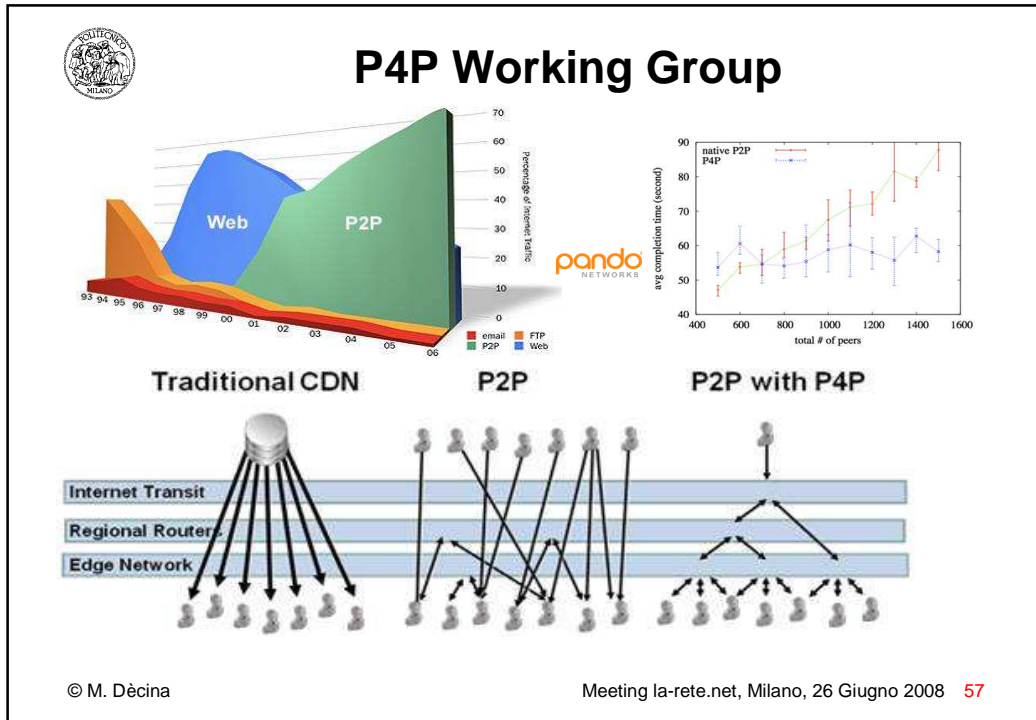 POLITECNICO
MILANO
P4P Working Group
70
60
50
40
30
20
10
0
Percentage of Internet Traffic
Web
P2P
93 94 95 96 97 98 99 00 01 02 03 04 05 06
email FTP
P2P Web
pando
NETWORKS
native P2P
P4P
90
80
70
60
50
40
avg completion time (second)
400 600 800 1000 1200 1400 1600
total # of peers
Traditional CDN P2P P2P with P4P
Internet Transit
Regional Routers
Edge Network
© M. Dècina Meeting la-rete.net, Milano, 26 Giugno 2008 57